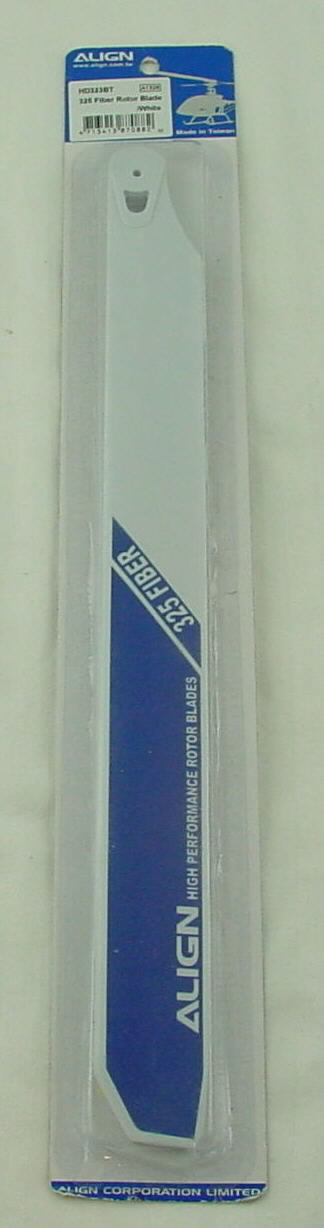 ALIGN
www.align.com.tw
HD323BT
325 Fiber Rotor Blade
/White
Made in Taiwan
325 FIBER
ALIGN HIGH PERFORMANCE ROTOR BLADES
ALIGN CORPORATION LIMITED